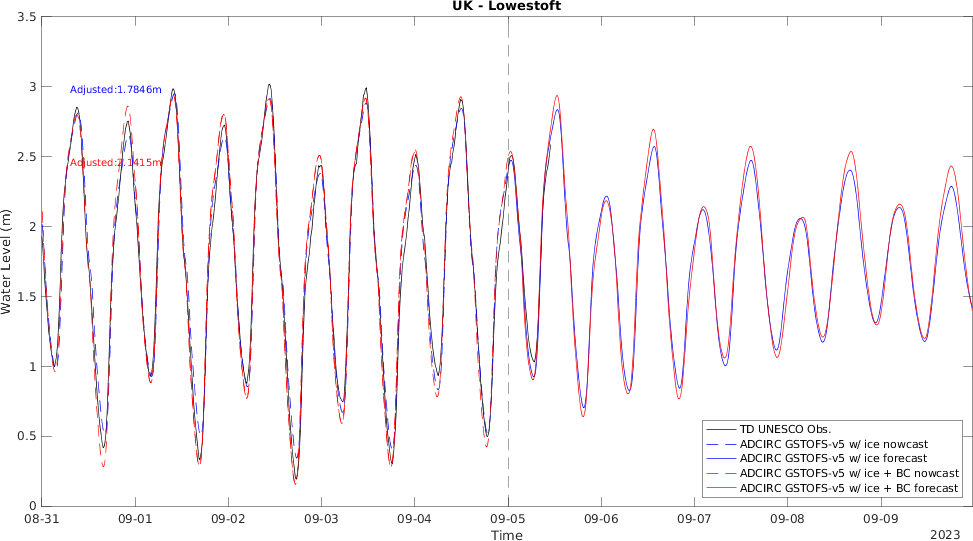 UK - Lowestoft
3.5
3
2.5
2
1.5
1
0.5
0
Water Level (m)
Adjusted:1.7846m
Adjusted:2.1415m
TD UNESCO Obs.
ADCIRC GSTOFS-v5 w/ ice nowcast
ADCIRC GSTOFS-v5 w/ ice forecast
ADCIRC GSTOFS-v5 w/ ice + BC nowcast
ADCIRC GSTOFS-v5 w/ ice + BC forecast
08-31 09-01 09-02 09-03 09-04 09-05 09-06 09-07 09-08 09-09
Time
2023